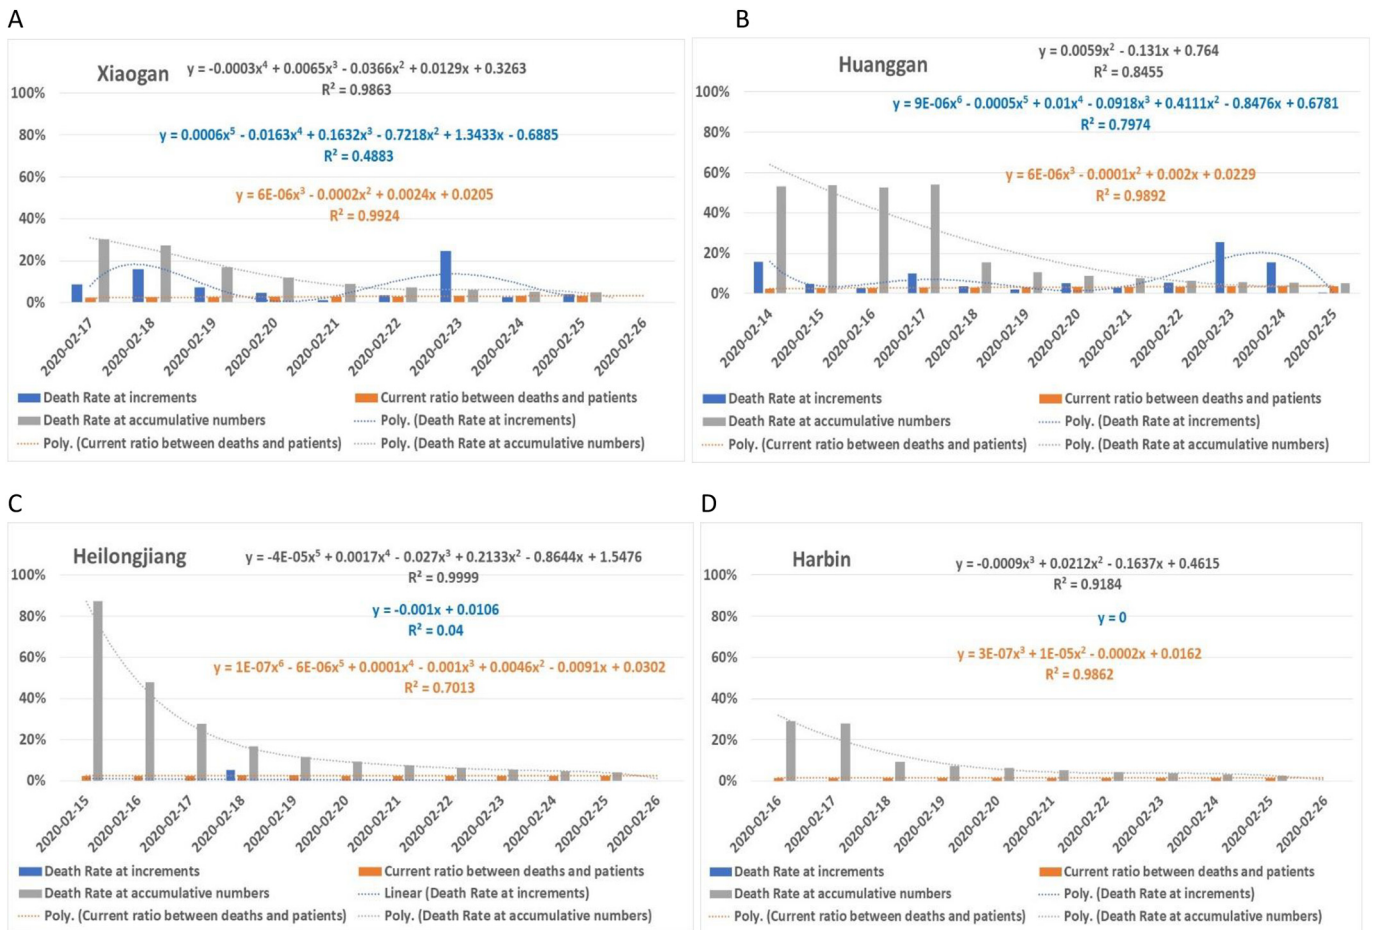 A
Xiaogan
y = -0.0003x⁴ + 0.0065x³ - 0.0366x² + 0.0129x + 0.3263
R² = 0.9863
y = 0.0006x⁵ - 0.0163x⁴ + 0.1632x³ - 0.7218x² + 1.3433x - 0.6885
R² = 0.4883
y = 6E-06x³ - 0.0002x² + 0.0024x + 0.0205
R² = 0.9924
100%
80%
60%
40%
20%
0%
2020-02-17
2020-02-18
2020-02-19
2020-02-20
2020-02-21
2020-02-22
2020-02-23
2020-02-24
2020-02-25
2020-02-26
Death Rate at increments
Current ratio between deaths and patients
Death Rate at accumulative numbers
Poly. (Death Rate at increments)
Poly. (Current ratio between deaths and patients)
Poly. (Death Rate at accumulative numbers)
B
Huanggan
y = 0.0059x² - 0.131x + 0.764
R² = 0.8455
y = 9E-06x⁶ - 0.0005x⁵ + 0.01x⁴ - 0.0918x³ + 0.4111x² - 0.8476x + 0.6781
R² = 0.7974
y = 6E-06x³ - 0.0001x² + 0.002x + 0.0229
R² = 0.9892
100%
80%
60%
40%
20%
0%
2020-02-14
2020-02-15
2020-02-16
2020-02-17
2020-02-18
2020-02-19
2020-02-20
2020-02-21
2020-02-22
2020-02-23
2020-02-24
2020-02-25
Death Rate at increments
Current ratio between deaths and patients
Death Rate at accumulative numbers
Poly. (Death Rate at increments)
Poly. (Current ratio between deaths and patients)
Poly. (Death Rate at accumulative numbers)
C
Heilongjiang
y = -4E-05x⁵ + 0.0017x⁴ - 0.027x³ + 0.2133x² - 0.8644x + 1.5476
R² = 0.9999
y = -0.001x + 0.0106
R² = 0.04
y = 1E-07x⁶ - 6E-06x⁵ + 0.0001x⁴ - 0.001x³ + 0.0046x² - 0.0091x + 0.0302
R² = 0.7013
100%
80%
60%
40%
20%
0%
2020-02-15
2020-02-16
2020-02-17
2020-02-18
2020-02-19
2020-02-20
2020-02-21
2020-02-22
2020-02-23
2020-02-24
2020-02-25
2020-02-26
Death Rate at increments
Current ratio between deaths and patients
Death Rate at accumulative numbers
Linear (Death Rate at increments)
Poly. (Current ratio between deaths and patients)
Poly. (Death Rate at accumulative numbers)
D
Harbin
y = -0.0009x³ + 0.0212x² - 0.1637x + 0.4615
R² = 0.9184
y = 0
y = 3E-07x³ + 1E-05x² - 0.0002x + 0.0162
R² = 0.9862
100%
80%
60%
40%
20%
0%
2020-02-16
2020-02-17
2020-02-18
2020-02-19
2020-02-20
2020-02-21
2020-02-22
2020-02-23
2020-02-24
2020-02-25
2020-02-26
Death Rate at increments
Current ratio between deaths and patients
Death Rate at accumulative numbers
Poly. (Death Rate at increments)
Poly. (Current ratio between deaths and patients)
Poly. (Death Rate at accumulative numbers)